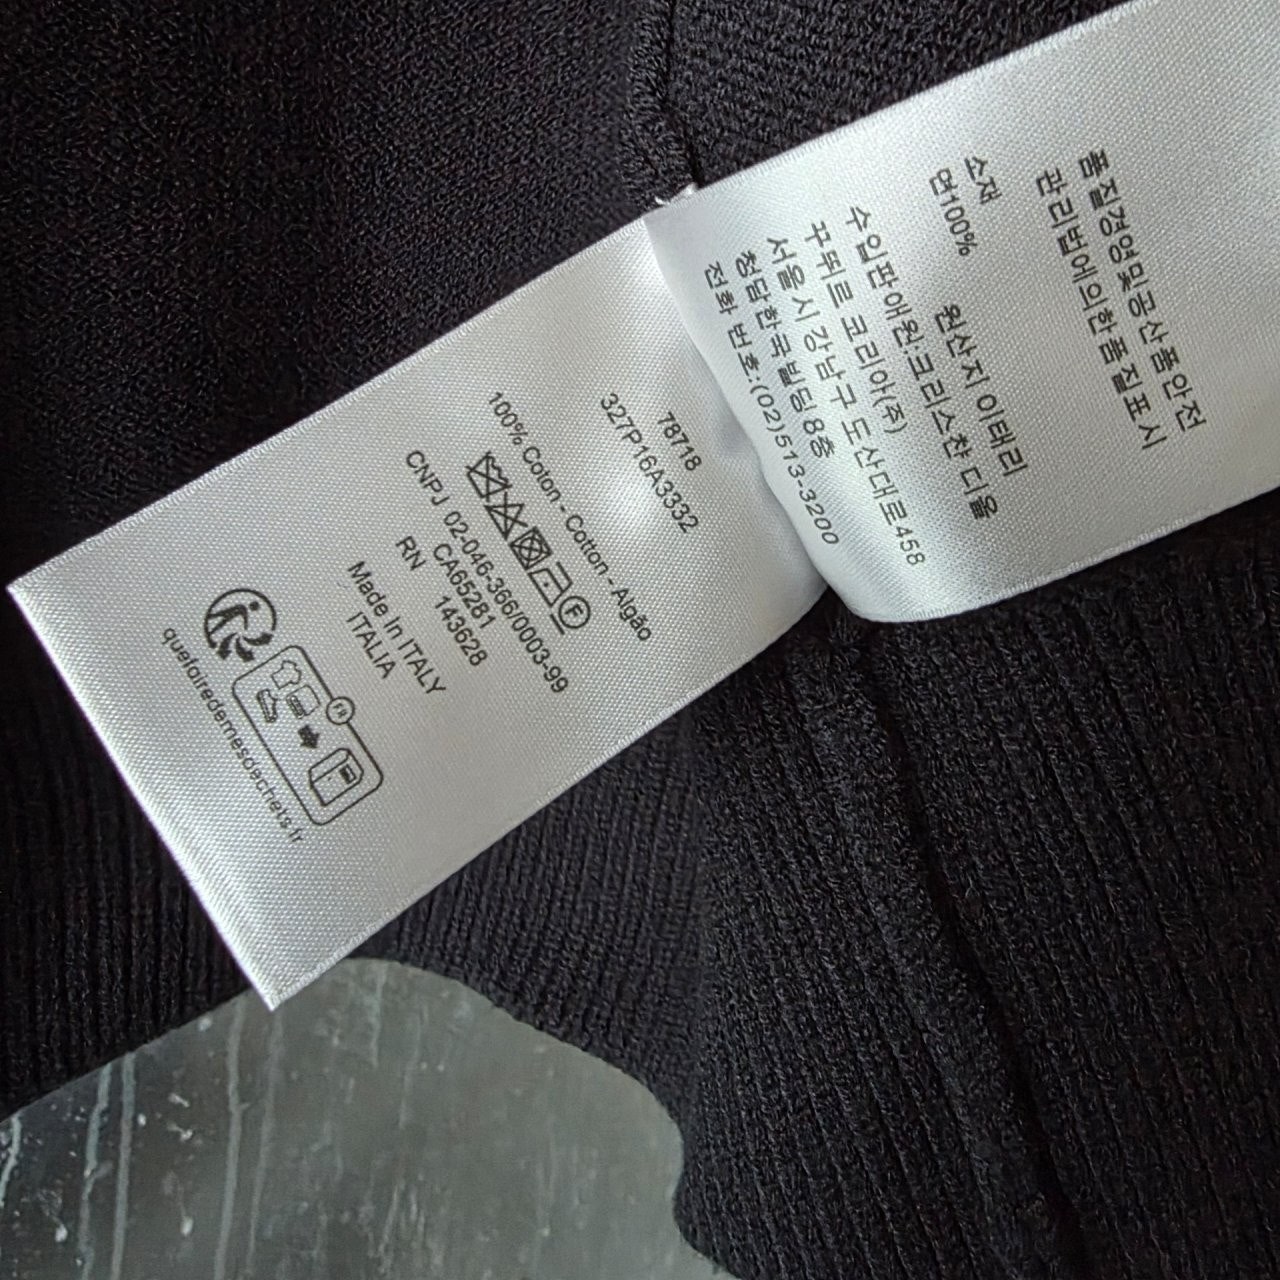 78718
327P16A3332
100% Coton - Cotton - Algão
F
CNPJ 02-046-366/0003-99
CA65281
RN 143628
Made In ITALY
ITALIA
FR
quefairedemesdechets.fr
품질경영및공산품안전
관리법에의한품질표시
소재 원산지 이태리
면100%
수입판매원:크리스찬 디올
꾸뛰르 코리아(주)
서울시 강남구 도산대로458
청담한국빌딩 8층
전화 번호:(02)513-3200